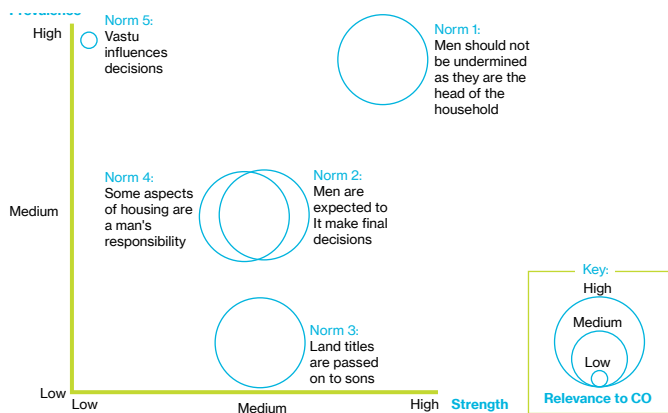 Prevalence
High
Norm 5:
Vastu
influences
decisions
Norm 1:
Men should not
be undermined
as they are the
head of the
household
Medium
Norm 4:
Some aspects
of housing are
a man's
responsibility
Norm 2:
Men are
expected to
It make final
decisions
Norm 3:
Land titles
are passed
on to sons
Low
Low
Medium
High
Strength
Key:
High
Medium
Low
Relevance to CO